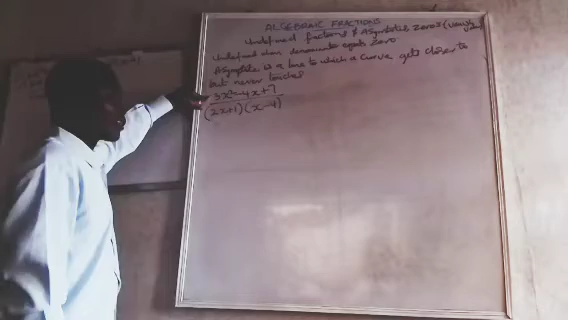 ALGEBRAIC FRACTIONS
Undefined fractions & Asymptotes Zeros
Undefined when denominator equals Zero
Asymptote is a line to which a curve gets closer to
but never touches
3x²-4x+7
(2x+1)(x-4)